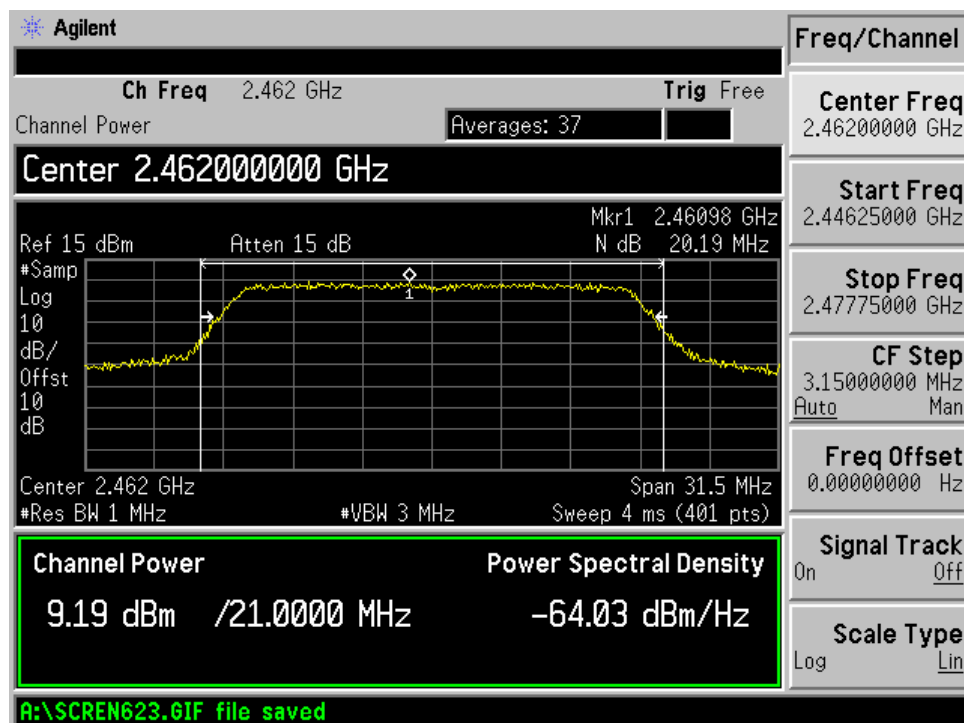 Agilent
Freq/Channel
Ch Freq 2.462 GHz Trig Free
Channel Power Averages: 37
Center 2.462000000 GHz
Mkr1 2.46098 GHz
Ref 15 dBm Atten 15 dB N dB 20.19 MHz
#Samp
Log
10
dB/
Offst
10
dB
1
Center 2.462 GHz Span 31.5 MHz
#Res BW 1 MHz #VBW 3 MHz Sweep 4 ms (401 pts)
Channel Power Power Spectral Density
9.19 dBm /21.0000 MHz -64.03 dBm/Hz
A:\SCREN623.GIF file saved
Center Freq
2.46200000 GHz
Start Freq
2.44625000 GHz
Stop Freq
2.47775000 GHz
CF Step
3.15000000 MHz
Auto Man
Freq Offset
0.00000000 Hz
Signal Track
On Off
Scale Type
Log Lin